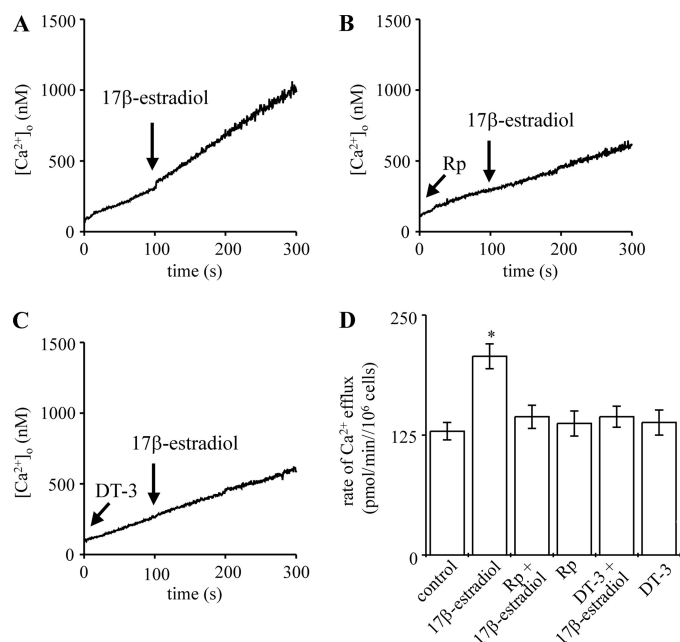 A
1500
1000
500
0
[Ca²⁺]ₒ (nM)
17β-estradiol
0 100 200 300
time (s)
B
1500
1000
500
0
[Ca²⁺]ₒ (nM)
17β-estradiol
Rp
0 100 200 300
time (s)
C
1500
1000
500
0
[Ca²⁺]ₒ (nM)
17β-estradiol
DT-3
0 100 200 300
time (s)
D
250
125
0
rate of Ca²⁺ efflux
(pmol/min//10⁶ cells)
*
control
17β-estradiol
Rp +
17β-estradiol
Rp
DT-3 +
17β-estradiol
DT-3